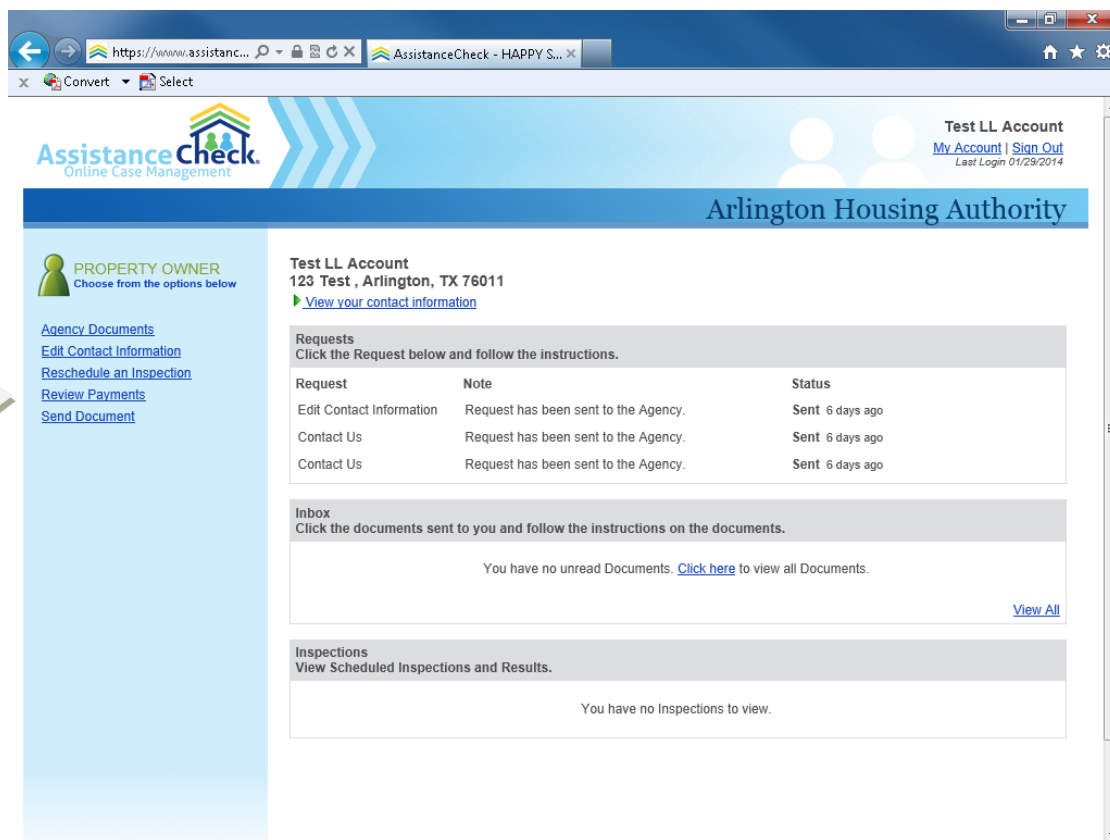 https://www.assistanc...
AssistanceCheck - HAPPY S...
x Convert Select
Assistance Check.
Online Case Management
Test LL Account
My Account | Sign Out
Last Login 01/29/2014
Arlington Housing Authority
PROPERTY OWNER
Choose from the options below
Agency Documents
Edit Contact Information
Reschedule an Inspection
Review Payments
Send Document
Test LL Account
123 Test , Arlington, TX 76011
View your contact information
Requests
Click the Request below and follow the instructions.
Request Note Status
Edit Contact Information Request has been sent to the Agency. Sent 6 days ago
Contact Us Request has been sent to the Agency. Sent 6 days ago
Contact Us Request has been sent to the Agency. Sent 6 days ago
Inbox
Click the documents sent to you and follow the instructions on the documents.
You have no unread Documents. Click here to view all Documents.
View All
Inspections
View Scheduled Inspections and Results.
You have no Inspections to view.